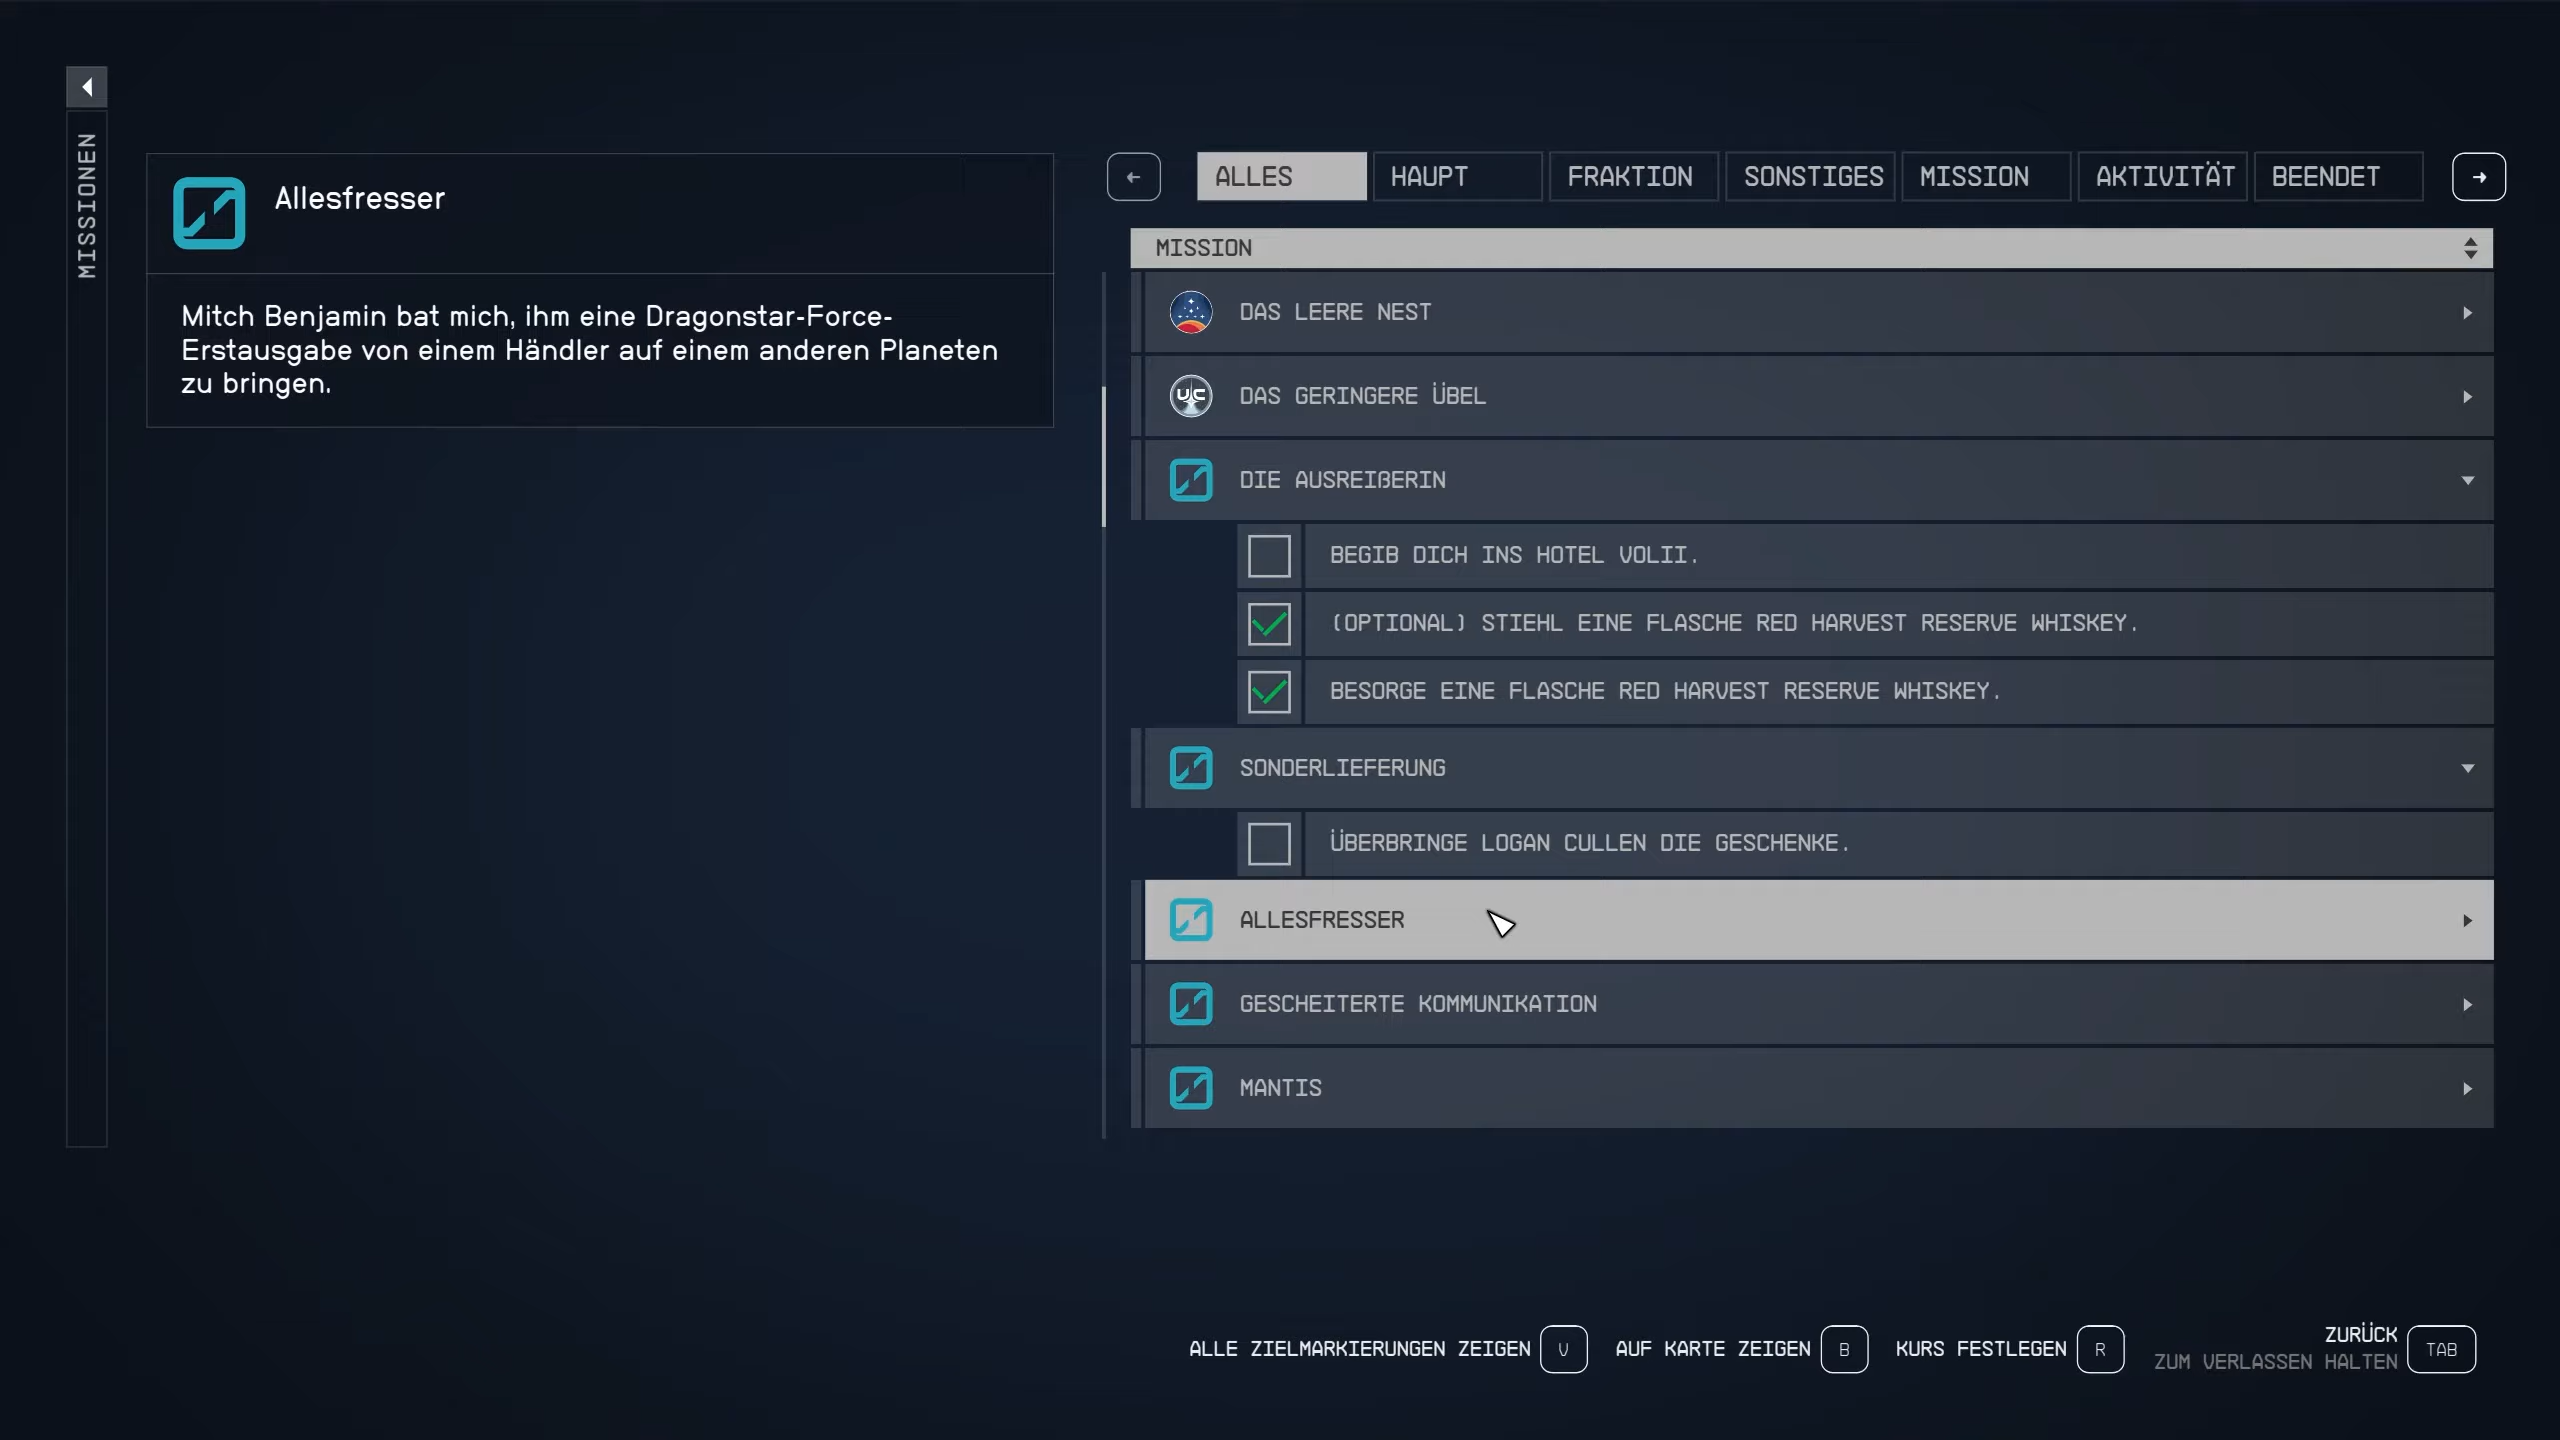 MISSIONEN
Allesfresser
Mitch Benjamin bat mich, ihm eine Dragonstar-Force-
Erstausgabe von einem Händler auf einem anderen Planeten
zu bringen.
ALLES HAUPT FRAKTION SONSTIGES MISSION AKTIVITÄT BEENDET
MISSION
DAS LEERE NEST
UC DAS GERINGERE ÜBEL
DIE AUSREIßERIN
BEGIB DICH INS HOTEL VOLII.
(OPTIONAL) STIEHL EINE FLASCHE RED HARVEST RESERVE WHISKEY.
BESORGE EINE FLASCHE RED HARVEST RESERVE WHISKEY.
SONDERLIEFERUNG
ÜBERBRINGE LOGAN CULLEN DIE GESCHENKE.
ALLESFRESSER
GESCHEITERTE KOMMUNIKATION
MANTIS
ALLE ZIELMARKIERUNGEN ZEIGEN V AUF KARTE ZEIGEN B KURS FESTLEGEN R ZURÜCK TAB
ZUM VERLASSEN HALTEN